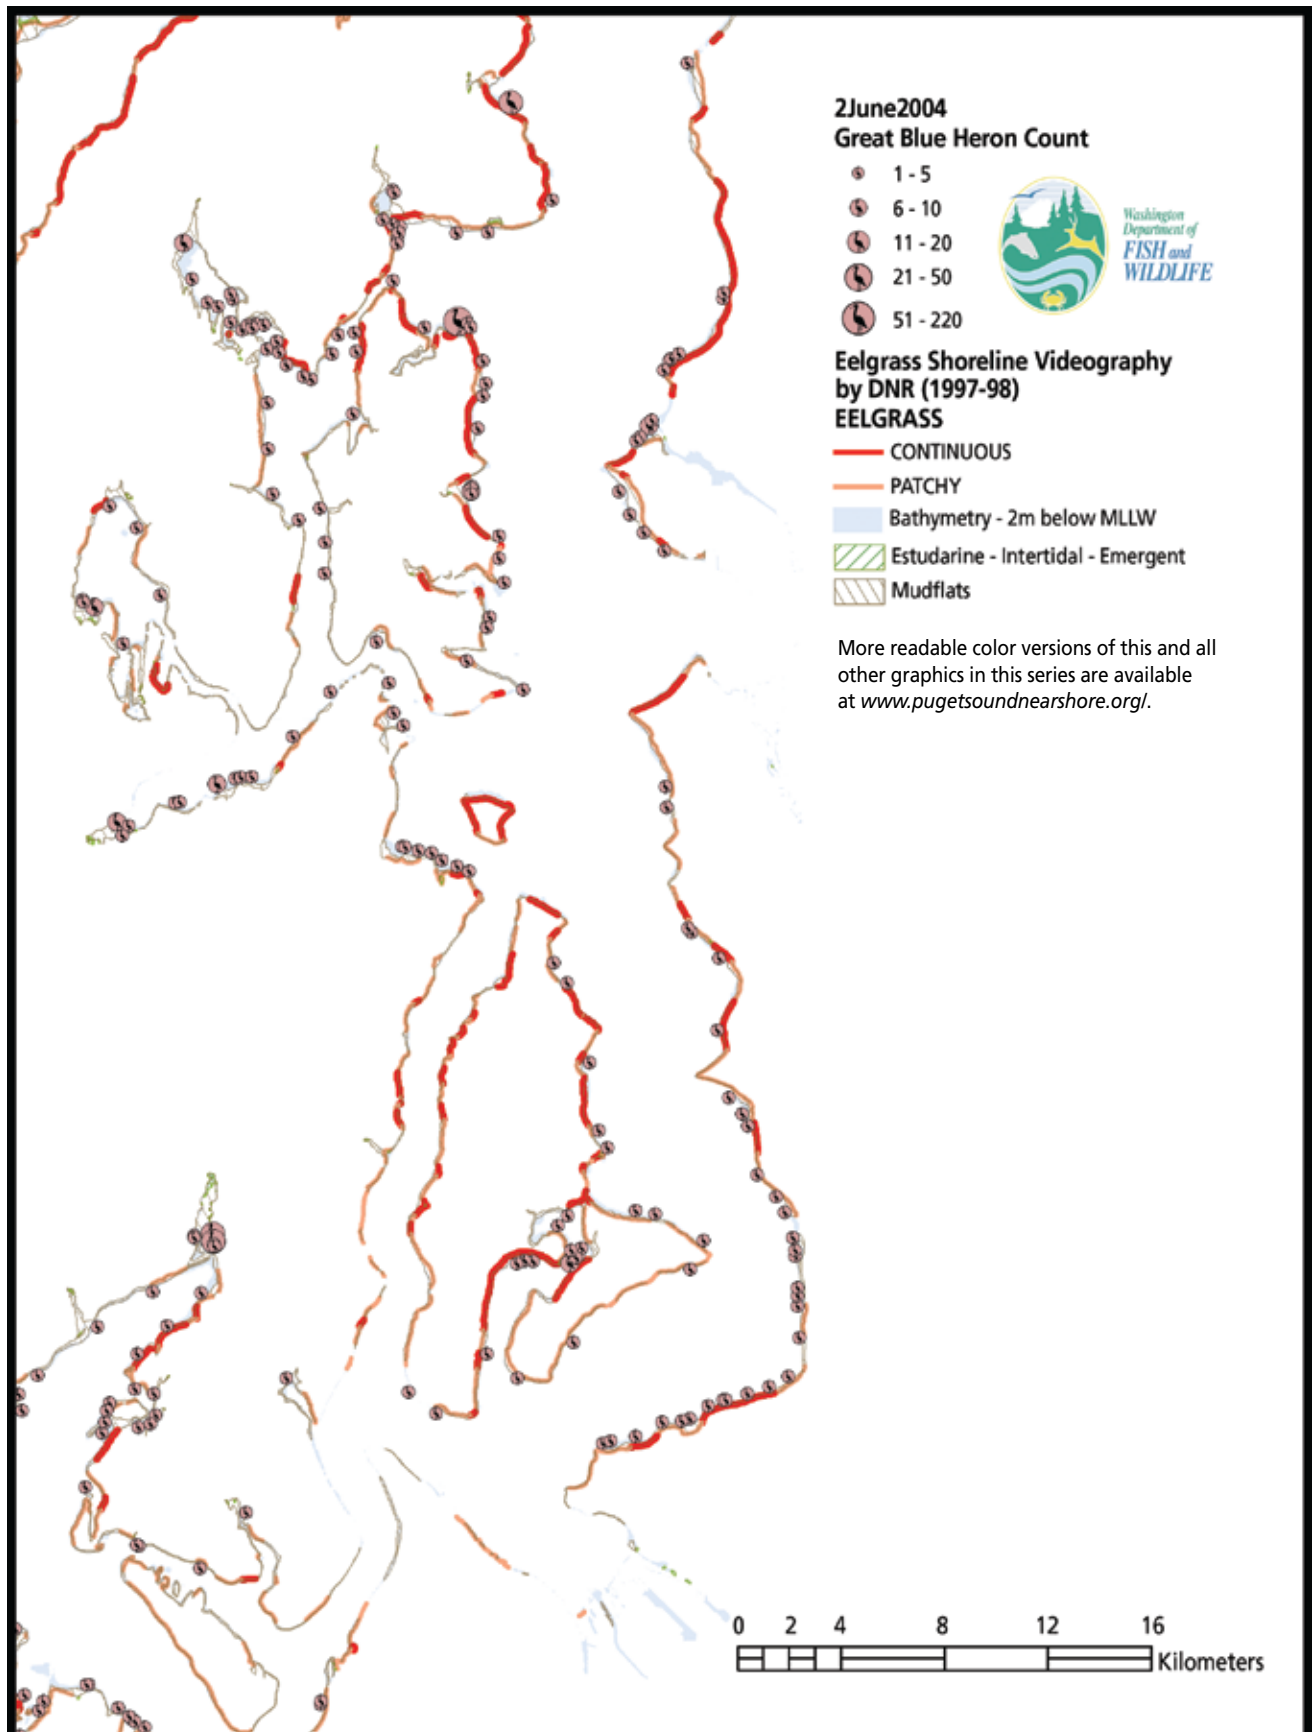 2June2004
Great Blue Heron Count
1 - 5
6 - 10
11 - 20
21 - 50
51 - 220
Washington
Department of
FISH and
WILDLIFE
Eelgrass Shoreline Videography
by DNR (1997-98)
EELGRASS
CONTINUOUS
PATCHY
Bathymetry - 2m below MLLW
Estudarine - Intertidal - Emergent
Mudflats
More readable color versions of this and all
other graphics in this series are available
at www.pugetsoundnearshore.org/.
0 2 4 8 12 16
Kilometers